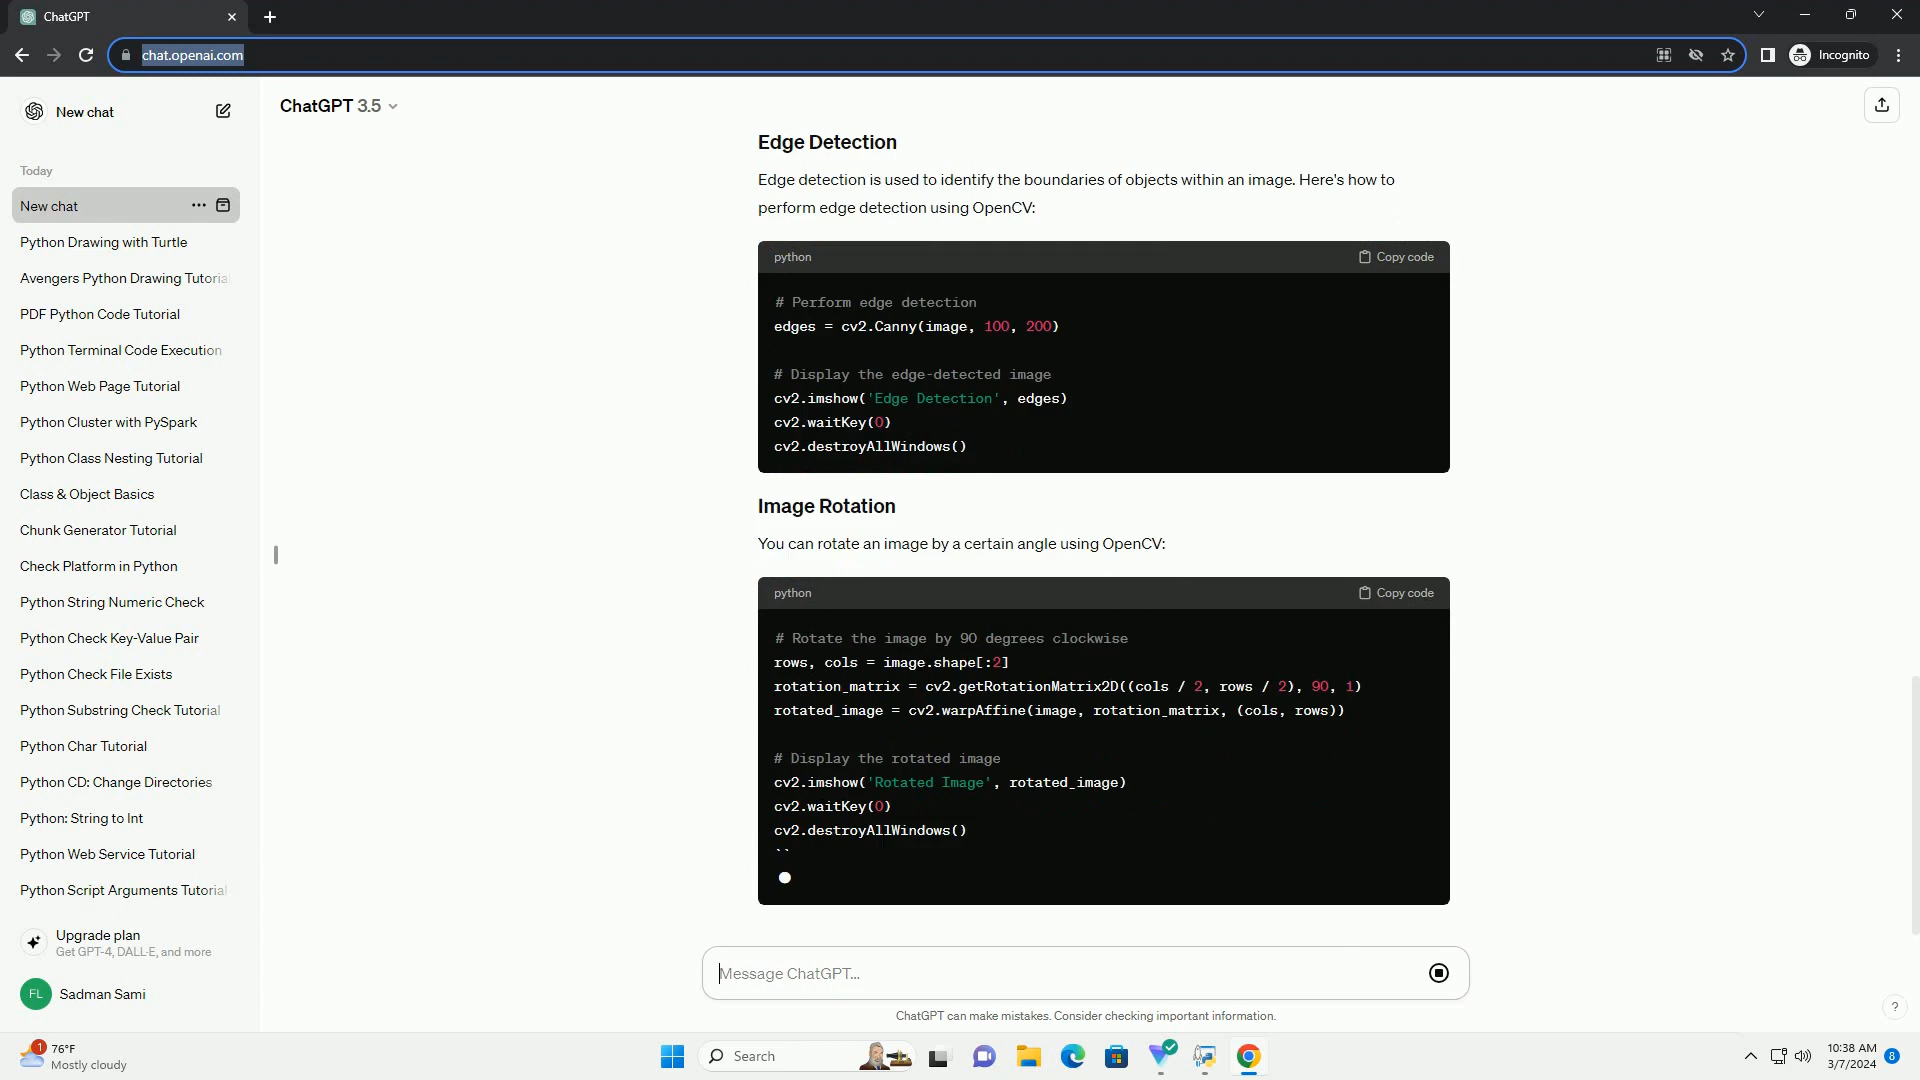 ChatGPT
chat.openai.com
Incognito
New chat
ChatGPT 3.5
Today
New chat
Python Drawing with Turtle
Avengers Python Drawing Tutoria
PDF Python Code Tutorial
Python Terminal Code Execution
Python Web Page Tutorial
Python Cluster with PySpark
Python Class Nesting Tutorial
Class & Object Basics
Chunk Generator Tutorial
Check Platform in Python
Python String Numeric Check
Python Check Key-Value Pair
Python Check File Exists
Python Substring Check Tutorial
Python Char Tutorial
Python CD: Change Directories
Python: String to Int
Python Web Service Tutorial
Python Script Arguments Tutorial
Upgrade plan
Get GPT-4, DALL·E, and more
FL
Sadman Sami
Edge Detection
Edge detection is used to identify the boundaries of objects within an image. Here's how to
perform edge detection using OpenCV:
python
Copy code
# Perform edge detection
edges = cv2.Canny(image, 100, 200)
# Display the edge-detected image
cv2.imshow('Edge Detection', edges)
cv2.waitKey(0)
cv2.destroyAllWindows()
Image Rotation
You can rotate an image by a certain angle using OpenCV:
python
Copy code
# Rotate the image by 90 degrees clockwise
rows, cols = image.shape[:2]
rotation_matrix = cv2.getRotationMatrix2D((cols / 2, rows / 2), 90, 1)
rotated_image = cv2.warpAffine(image, rotation_matrix, (cols, rows))
# Display the rotated image
cv2.imshow('Rotated Image', rotated_image)
cv2.waitKey(0)
cv2.destroyAllWindows()
``
Message ChatGPT...
ChatGPT can make mistakes. Consider checking important information.
?
1
76°F
Mostly cloudy
Search
10:38 AM
3/7/2024
8